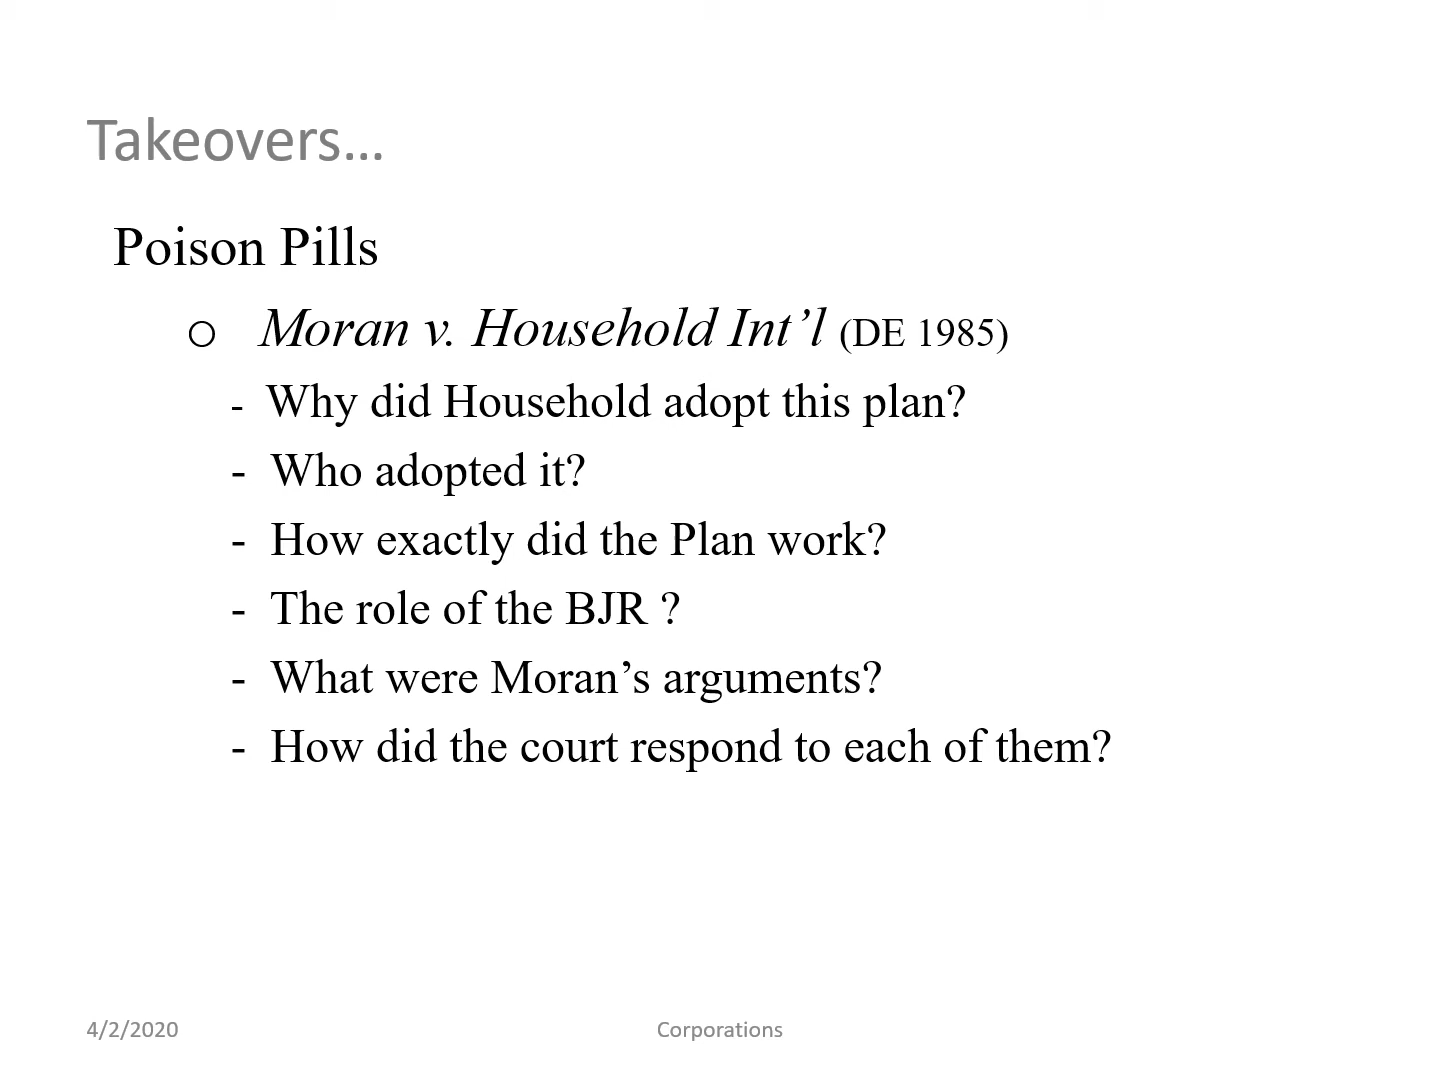 Takeovers…
Poison Pills
o Moran v. Household Int’l (DE 1985)
- Why did Household adopt this plan?
- Who adopted it?
- How exactly did the Plan work?
- The role of the BJR ?
- What were Moran’s arguments?
- How did the court respond to each of them?
4/2/2020 Corporations